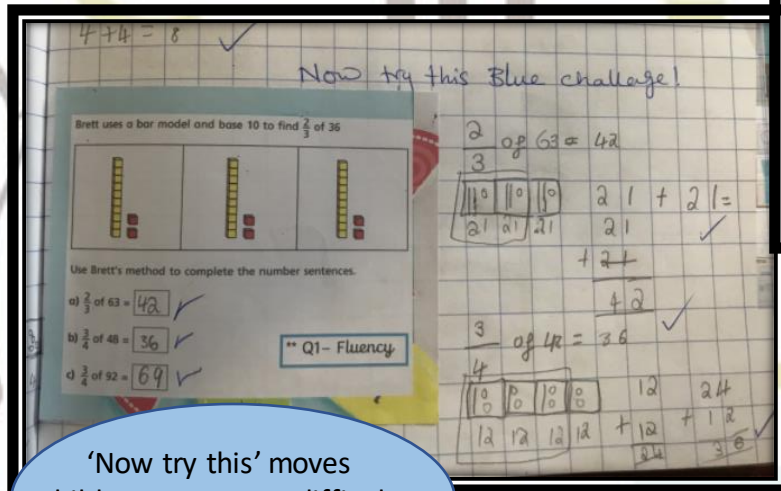 4+4 = 8 ✓
Now try this Blue challage!
Brett uses a bar model and base 10 to find 2/3 of 36
Use Brett's method to complete the number sentences.
a) 2/3 of 63 = 42 ✓
b) 3/4 of 48 = 36 ✓
c) 3/4 of 92 = 69 ✓
** Q1– Fluency
2/3 of 63 = 42
21 21 21
21 + 21 =
21
+ 21
42
✓
3/4 of 48 = 36 ✓
12 12 12 12
12
+ 12
24
24
+ 12
36 ✓
'Now try this' moves